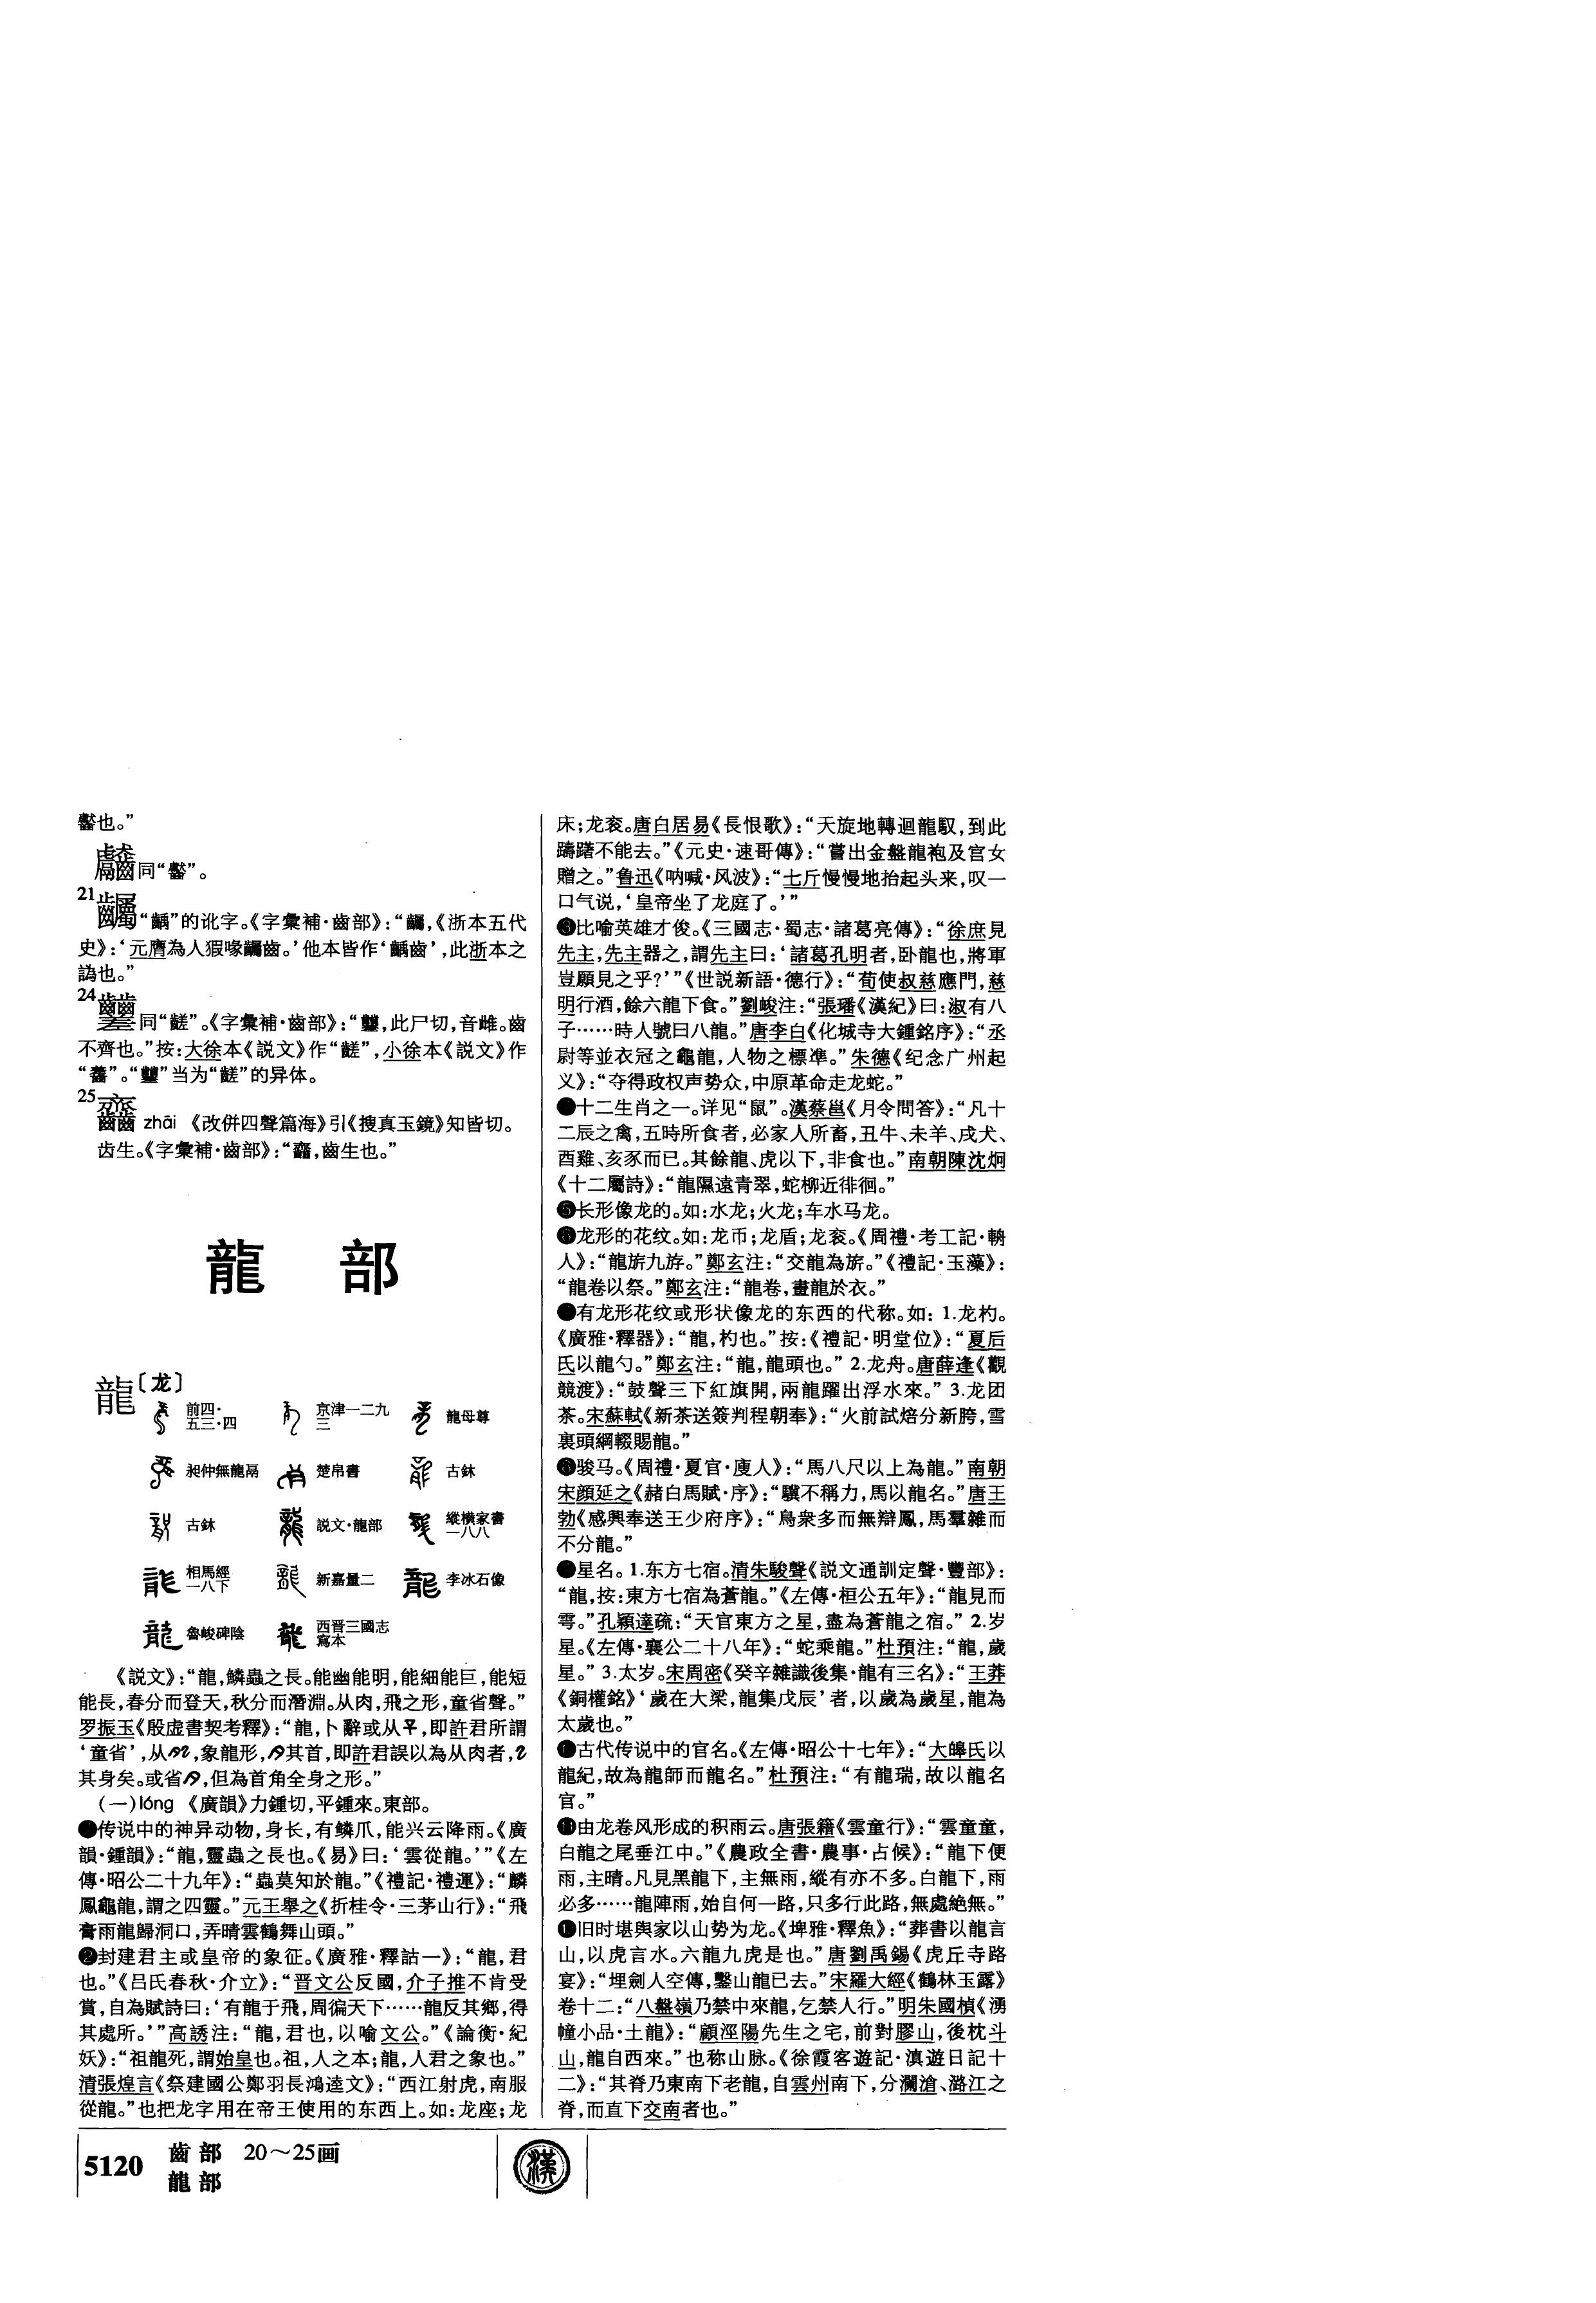 也。”
同“”。
21
“齵”的讹字。《字彙補·齒部》：“，《浙本五代
史》：‘元膺為人猳喙齒。’他本皆作‘齵齒’，此浙本之
譌也。”
24
同“齹”。《字彙補·齒部》：“，此尸切，音雌。齒
不齊也。”按：大徐本《説文》作“齹”，小徐本《説文》作
“”。“”当为“齹”的异体。
25
zhāi 《改併四聲篇海》引《搜真玉鏡》知皆切。
齿生。《字彙補·齒部》：“，齒生也。”
龍 部
龍〔龙〕
前四·五三·四 京津一二九三 龍母尊
昶仲無龍鬲 楚帛書 古鉥
古鉥 説文·龍部 縱横家書一八八
相馬經一八下 新嘉量二 李冰石像
魯峻碑陰 西晋三國志寫本
《説文》：“龍，鳞蟲之長。能幽能明，能細能巨，能短
能長，春分而登天，秋分而潛淵。从肉，飛之形，童省聲。”
罗振玉《殷虚書契考釋》：“龍，卜辭或从，即許君所謂
‘童省’，从，象龍形，其首，即許君誤以為从肉者，
其身矣。或省，但為首角全身之形。”
（一）lóng 《廣韻》力鍾切，平鍾來。東部。
●传说中的神异动物，身长，有鳞爪，能兴云降雨。《廣
韻·鍾韻》：“龍，靈蟲之長也。《易》曰：‘雲從龍。’”《左
傳·昭公二十九年》：“蟲莫知於龍。”《禮記·禮運》：“麟
鳳龜龍，謂之四靈。”元王舉之《折桂令·三茅山行》：“飛
膏雨龍歸洞口，弄晴雲鶴舞山頭。”
❷封建君主或皇帝的象征。《廣雅·釋詁一》：“龍，君
也。”《吕氏春秋·介立》：“晋文公反國，介子推不肯受
賞，自為賦詩曰：‘有龍于飛，周徧天下……龍反其鄉，得
其處所。’”高誘注：“龍，君也，以喻文公。”《論衡·紀
妖》：“祖龍死，謂始皇也。祖，人之本；龍，人君之象也。”
清張煌言《祭建國公鄭羽長鴻逵文》：“西江射虎，南服
從龍。”也把龙字用在帝王使用的东西上。如：龙座；龙
床；龙衮。唐白居易《長恨歌》：“天旋地轉迴龍馭，到此
躊躇不能去。”《元史·速哥傳》：“嘗出金盤龍袍及宫女
贈之。”鲁迅《呐喊·风波》：“七斤慢慢地抬起头来，叹一
口气说，‘皇帝坐了龙庭了。’”
❸比喻英雄才俊。《三國志·蜀志·諸葛亮傳》：“徐庶見
先主，先主器之，謂先主曰：‘諸葛孔明者，卧龍也，將軍
豈願見之乎？’”《世説新語·德行》：“荀使叔慈應門，慈
明行酒，餘六龍下食。”劉峻注：“張璠《漢紀》曰：淑有八
子……時人號曰八龍。”唐李白《化城寺大鍾銘序》：“丞
尉等並衣冠之龜龍，人物之標準。”朱德《纪念广州起
义》：“夺得政权声势众，中原革命走龙蛇。”
●十二生肖之一。详见“鼠”。漢蔡邕《月令問答》：“凡十
二辰之禽，五時所食者，必家人所畜，丑牛、未羊、戌犬、
酉雞、亥豕而已。其餘龍、虎以下，非食也。”南朝陳沈炯
《十二屬詩》：“龍隰遠青翠，蛇柳近徘徊。”
❺长形像龙的。如：水龙；火龙；车水马龙。
❻龙形的花纹。如：龙币；龙盾；龙衮。《周禮·考工記·輈
人》：“龍旂九斿。”鄭玄注：“交龍為旂。”《禮記·玉藻》：
“龍卷以祭。”鄭玄注：“龍卷，畫龍於衣。”
●有龙形花纹或形状像龙的东西的代称。如：1.龙杓。
《廣雅·釋器》：“龍，杓也。”按：《禮記·明堂位》：“夏后
氏以龍勺。”鄭玄注：“龍，龍頭也。”2.龙舟。唐薛逢《觀
競渡》：“鼓聲三下紅旗開，兩龍躍出浮水來。”3.龙团
茶。宋蘇軾《新茶送簽判程朝奉》：“火前試焙分新胯，雪
裏頭綱輟賜龍。”
❽骏马。《周禮·夏官·廋人》：“馬八尺以上為龍。”南朝
宋顔延之《赭白馬賦·序》：“驥不稱力，馬以龍名。”唐王
勃《感興奉送王少府序》：“鳥衆多而無辯鳳，馬羣雜而
不分龍。”
●星名。1.东方七宿。清朱駿聲《説文通訓定聲·豐部》：
“龍，按：東方七宿為蒼龍。”《左傳·桓公五年》：“龍見而
雩。”孔穎達疏：“天官東方之星，盡為蒼龍之宿。”2.岁
星。《左傳·襄公二十八年》：“蛇乘龍。”杜預注：“龍，歲
星。”3.太岁。宋周密《癸辛雜識後集·龍有三名》：“王莽
《銅權銘》‘歲在大梁，龍集戊辰’者，以歲為歲星，龍為
太歲也。”
●古代传说中的官名。《左傳·昭公十七年》：“大皞氏以
龍紀，故為龍師而龍名。”杜預注：“有龍瑞，故以龍名
官。”
⓫由龙卷风形成的积雨云。唐張籍《雲童行》：“雲童童，
白龍之尾垂江中。”《農政全書·農事·占候》：“龍下便
雨，主晴。凡見黑龍下，主無雨，縱有亦不多。白龍下，雨
必多……龍陣雨，始自何一路，只多行此路，無處絶無。”
●旧时堪舆家以山势为龙。《埤雅·釋魚》：“葬書以龍言
山，以虎言水。六龍九虎是也。”唐劉禹錫《虎丘寺路
宴》：“埋劍人空傳，鑿山龍已去。”宋羅大經《鶴林玉露》
卷十二：“八盤嶺乃禁中來龍，乞禁人行。”明朱國楨《湧
幢小品·土龍》：“顧涇陽先生之宅，前對膠山，後枕斗
山，龍自西來。”也称山脉。《徐霞客遊記·滇遊日記十
二》：“其脊乃東南下老龍，自雲州南下，分瀾滄、潞江之
脊，而直下交南者也。”
5120 齒部 20～25画 漢
龍部